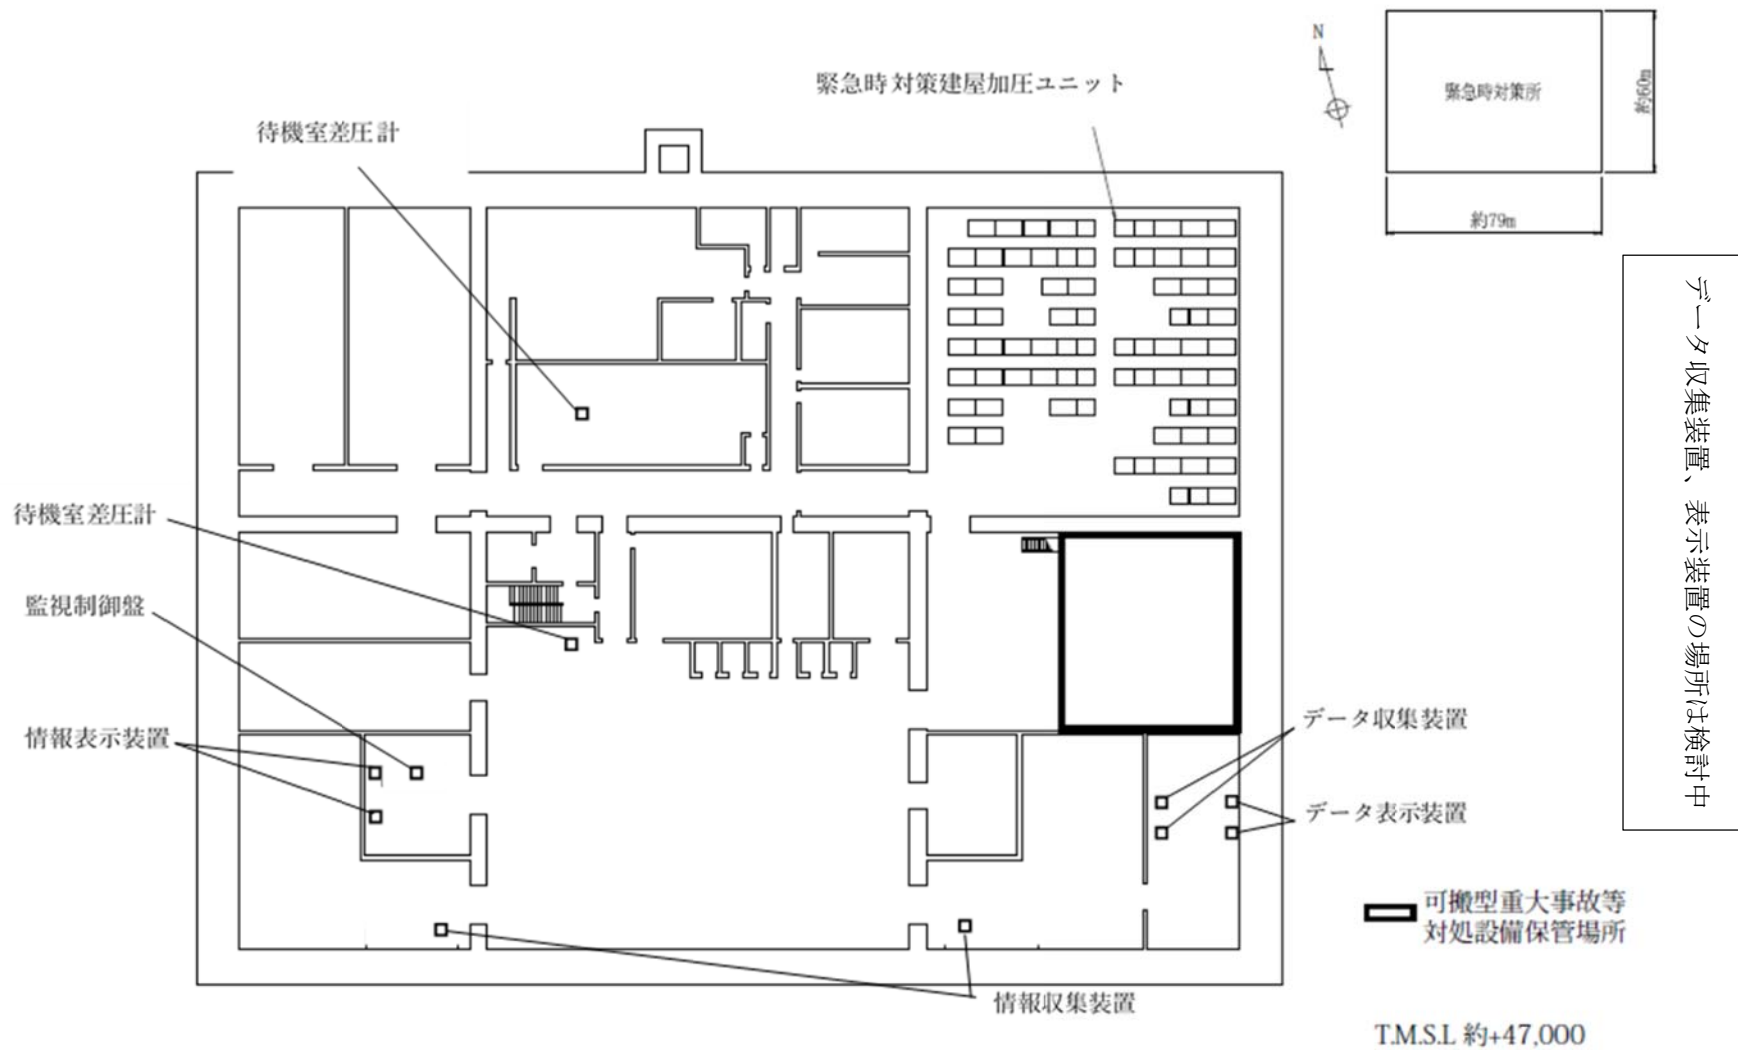 N
緊急時対策所
約60m
約79m
緊急時対策建屋加圧ユニット
待機室差圧計
データ収集装置、表示装置の場所は検討中
待機室差圧計
監視制御盤
情報表示装置
データ収集装置
データ表示装置
可搬型重大事故等
対処設備保管場所
情報収集装置
T.M.S.L 約+47,000